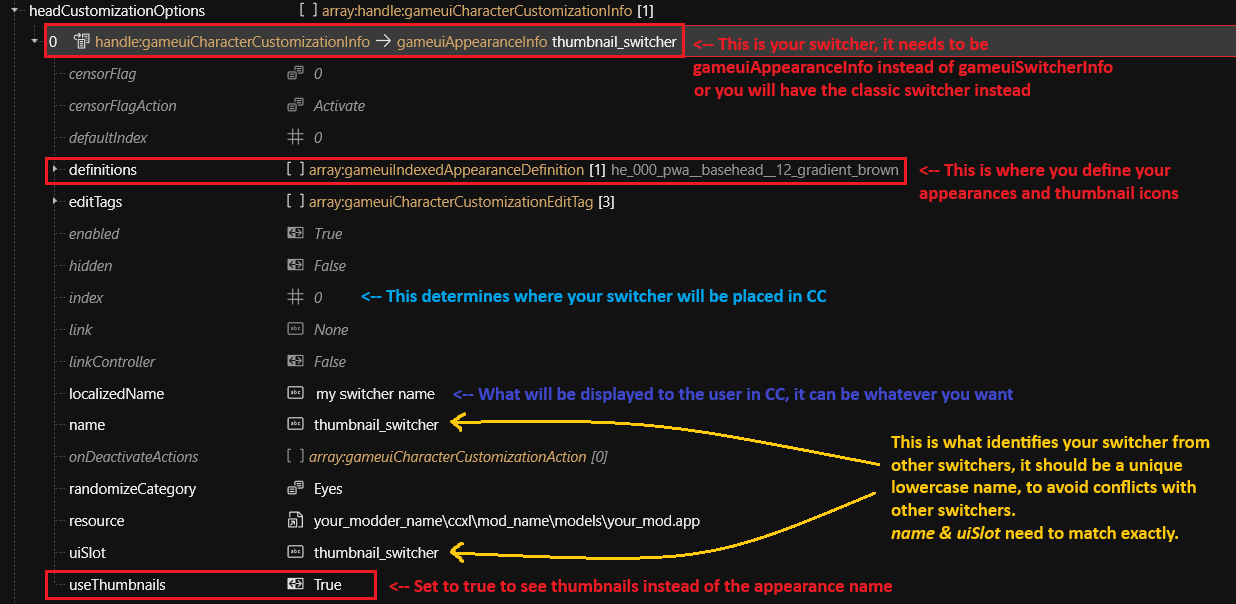 headCustomizationOptions [ ] array:handle:gameuiCharacterCustomizationInfo [1]
0 handle:gameuiCharacterCustomizationInfo → gameuiAppearanceInfo thumbnail_switcher
<-- This is your switcher, it needs to be
gameuiAppearanceInfo instead of gameuiSwitcherInfo
or you will have the classic switcher instead
censorFlag 0
censorFlagAction Activate
defaultIndex 0
definitions [ ] array:gameuiIndexedAppearanceDefinition [1] he_000_pwa__basehead__12_gradient_brown
<-- This is where you define your
appearances and thumbnail icons
editTags [ ] array:gameuiCharacterCustomizationEditTag [3]
enabled True
hidden False
index 0 <-- This determines where your switcher will be placed in CC
link abc None
linkController False
localizedName abc my switcher name <-- What will be displayed to the user in CC, it can be whatever you want
name abc thumbnail_switcher
This is what identifies your switcher from
other switchers, it should be a unique
lowercase name, to avoid conflicts with
other switchers.
name & uiSlot need to match exactly.
onDeactivateActions [ ] array:gameuiCharacterCustomizationAction [0]
randomizeCategory Eyes
resource your_modder_name\ccxl\mod_name\models\your_mod.app
uiSlot abc thumbnail_switcher
useThumbnails True <-- Set to true to see thumbnails instead of the appearance name